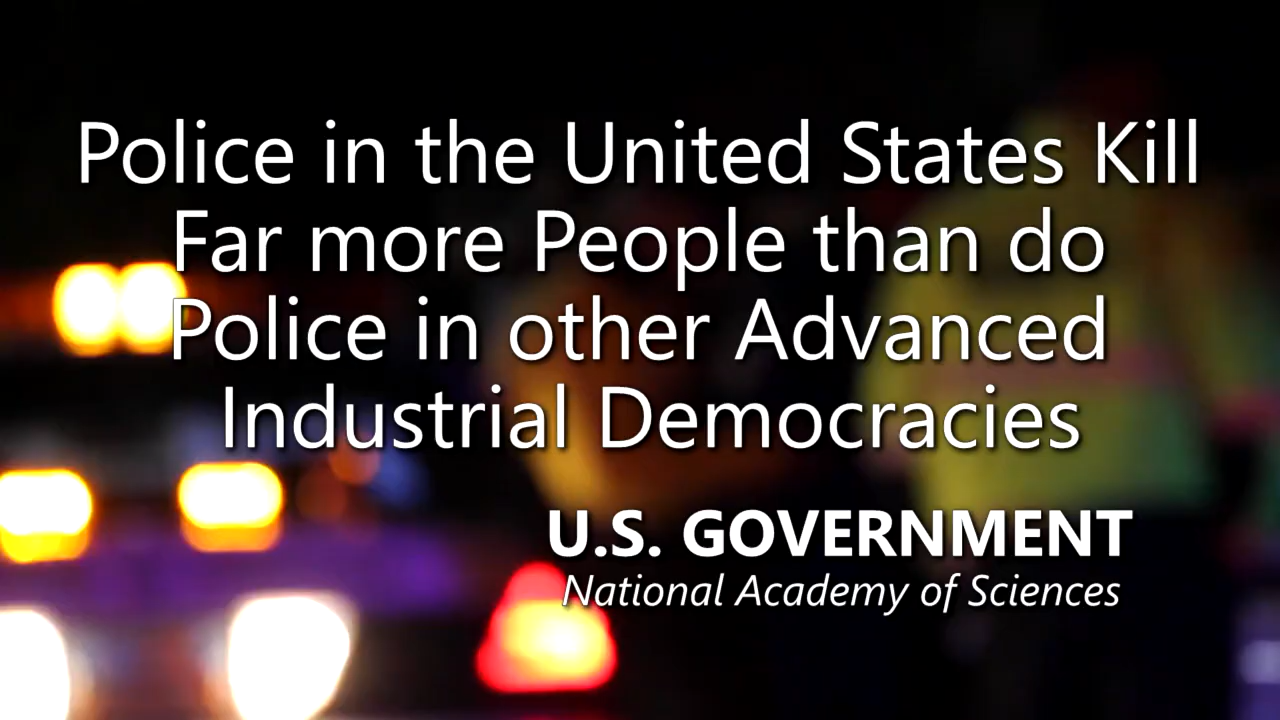 Police in the United States Kill
Far more People than do
Police in other Advanced
Industrial Democracies
U.S. GOVERNMENT
National Academy of Sciences